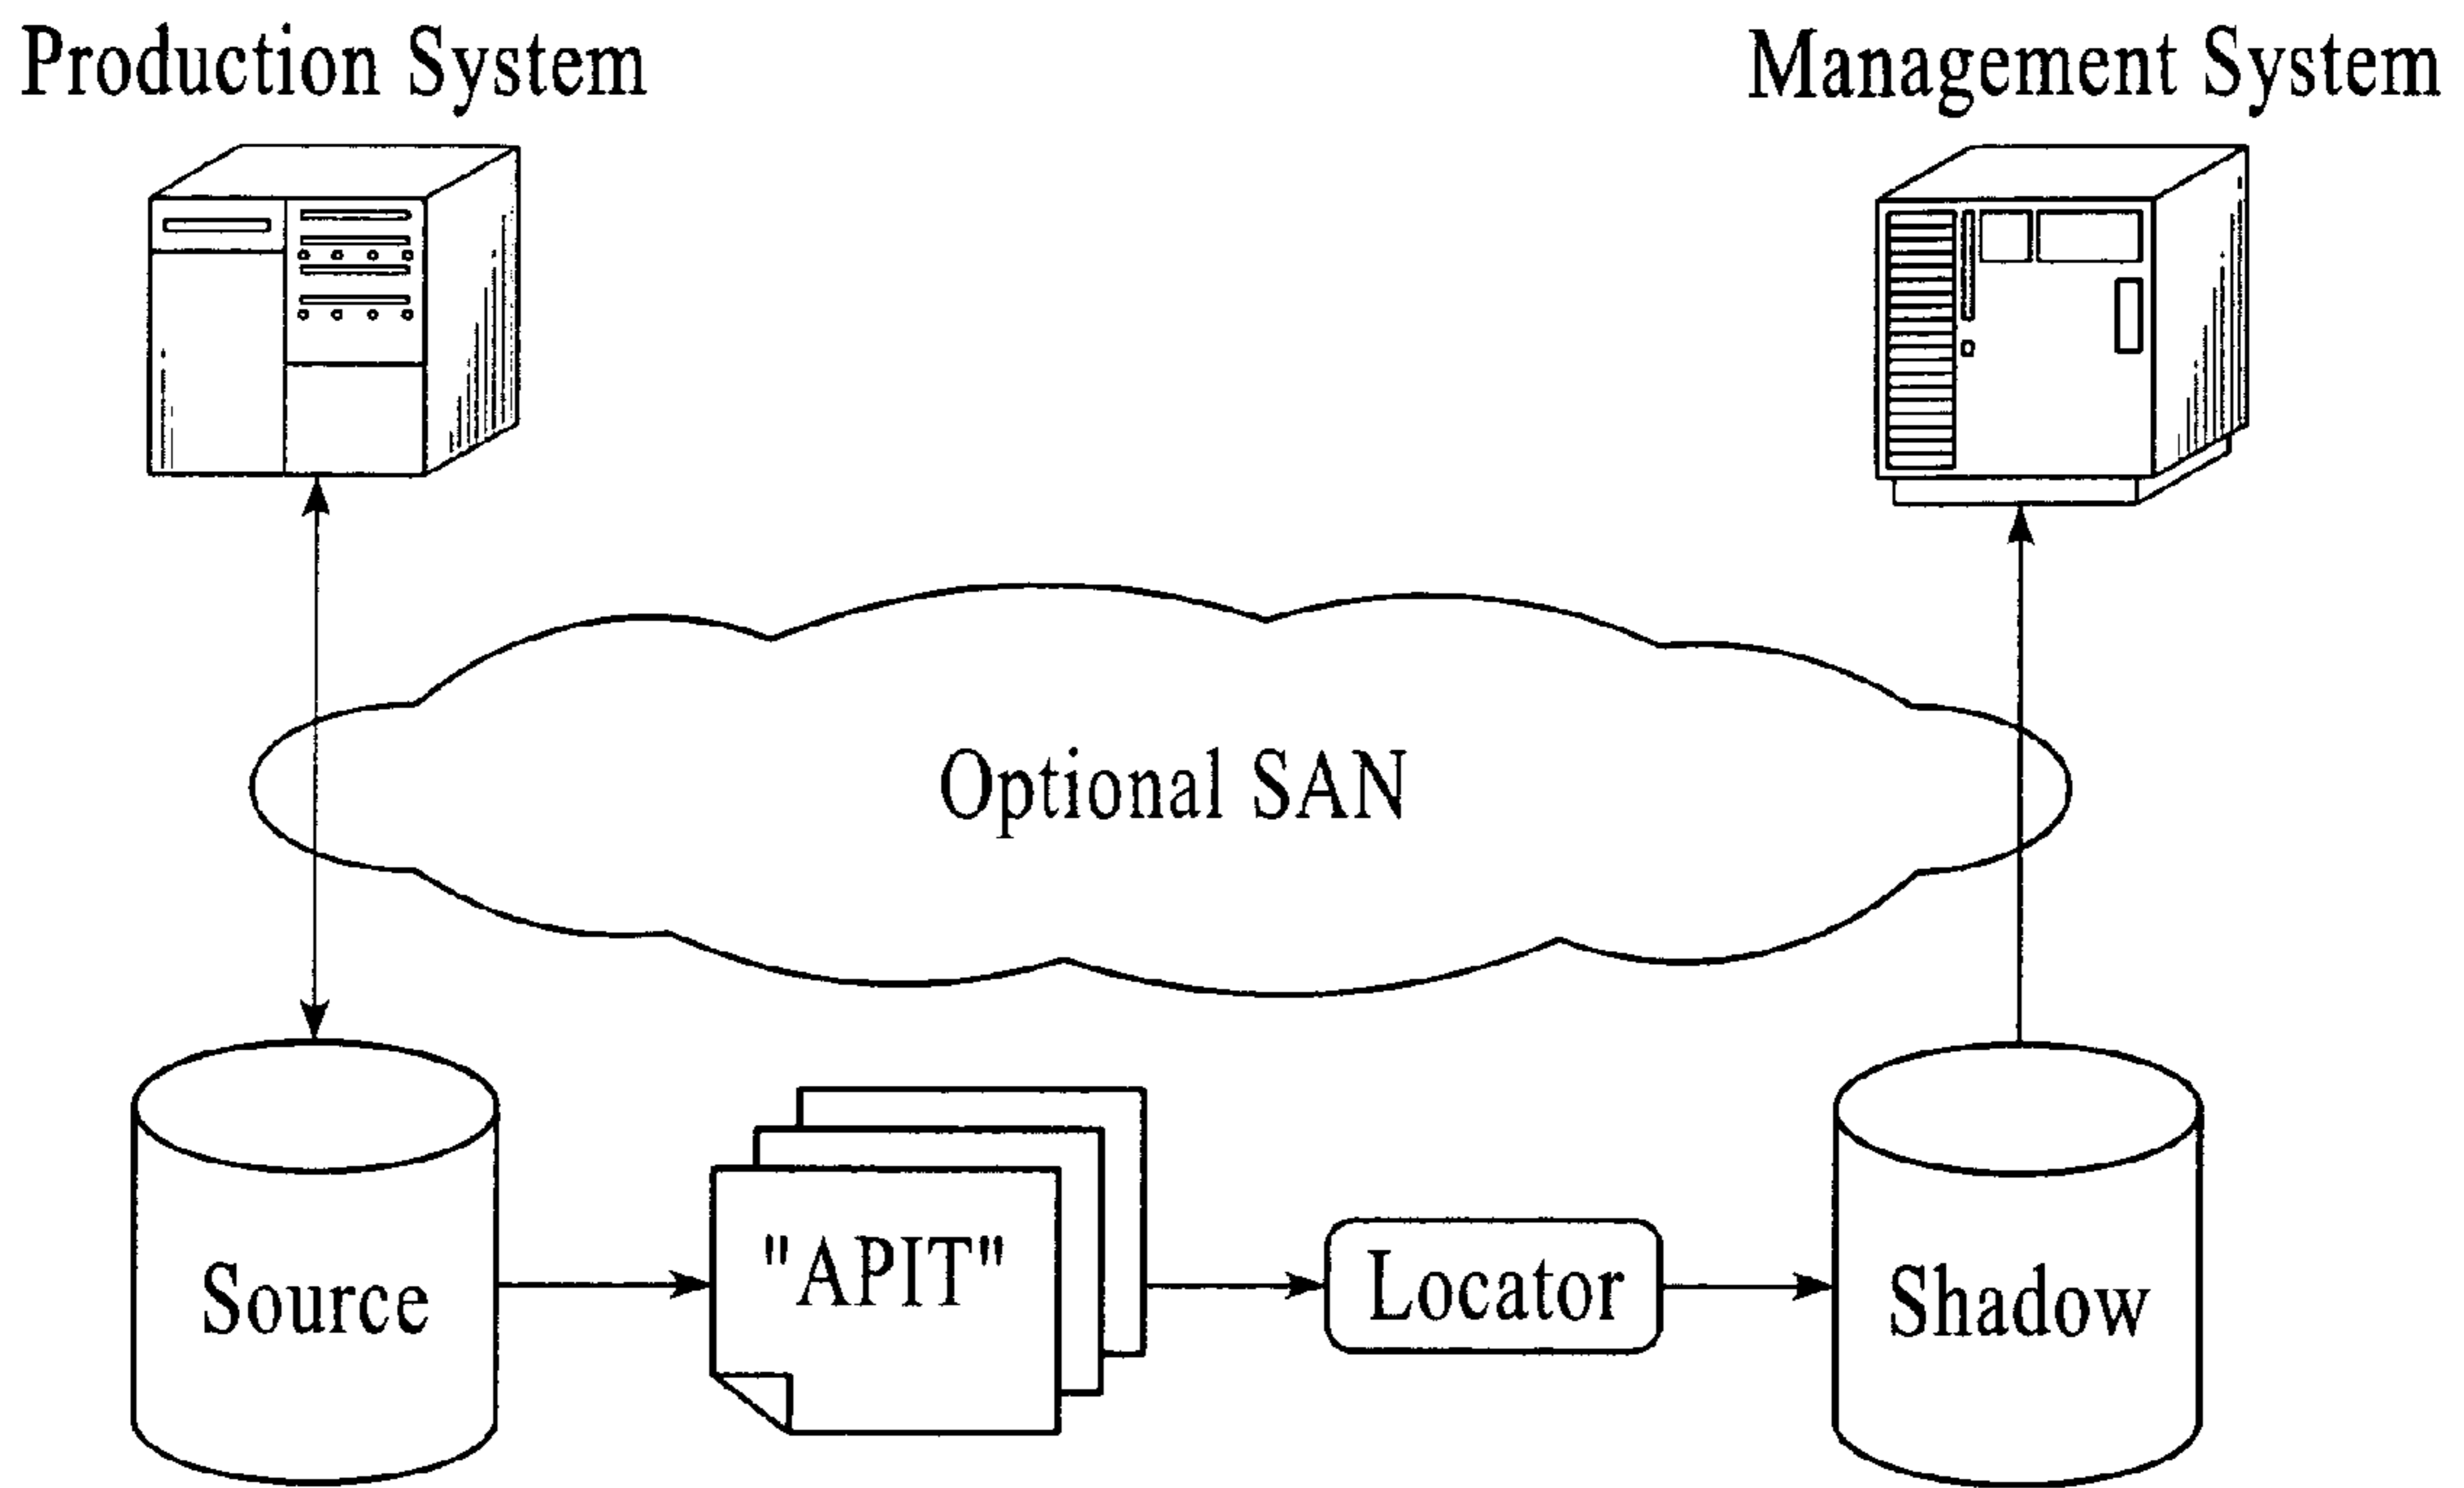 Production System
Management System
Optional SAN
Source
"APIT"
Locator
Shadow